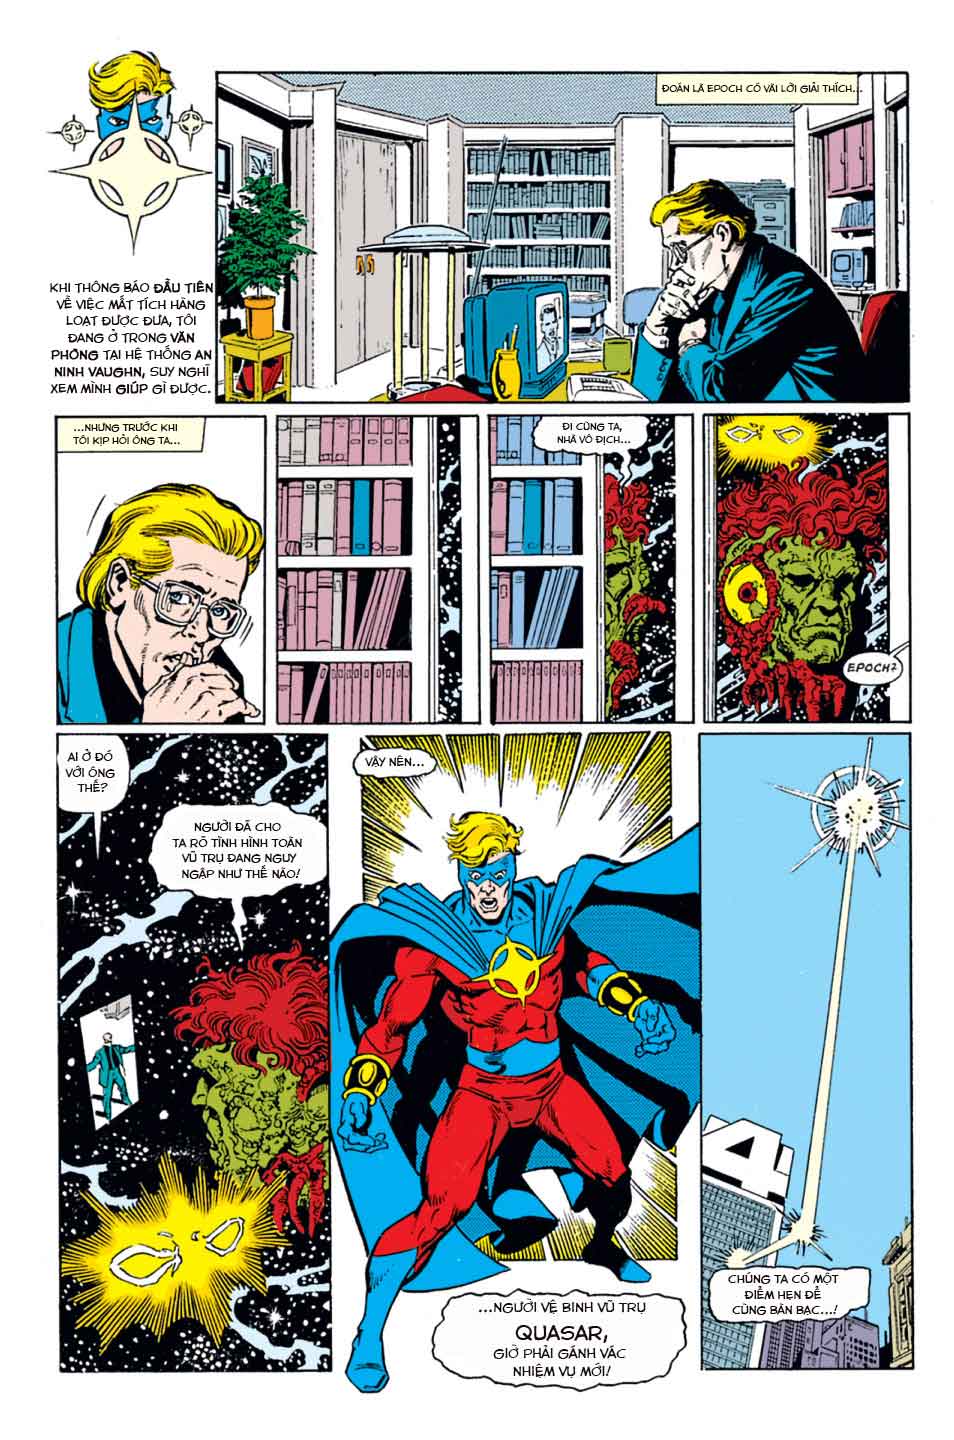 KHI THÔNG BÁO ĐẦU TIÊN
VỀ VIỆC MẤT TÍCH HÀNG
LOẠT ĐƯỢC ĐƯA, TÔI
ĐANG Ở TRONG VĂN
PHÒNG TẠI HỆ THỐNG AN
NINH VAUGHN, SUY NGHĨ
XEM MÌNH GIÚP GÌ ĐƯỢC.
ĐOÁN LÀ EPOCH CÓ VÀI LỜI GIẢI THÍCH...
...NHƯNG TRƯỚC KHI
TÔI KỊP HỎI ÔNG TA...
ĐI CÙNG TA,
NHÀ VÔ ĐỊCH...
EPOCH?
AI Ở ĐÓ
VỚI ÔNG
THẾ?
NGƯỜI ĐÃ CHO
TA RÕ TÌNH HÌNH TOÀN
VŨ TRỤ ĐANG NGUY
NGẬP NHƯ THẾ NÀO!
VẬY NÊN...
...NGƯỜI VỆ BINH VŨ TRỤ
QUASAR,
GIỜ PHẢI GÁNH VÁC
NHIỆM VỤ MỚI!
4
CHÚNG TA CÓ MỘT
ĐIỂM HẸN ĐỂ
CÙNG BÀN BẠC...!